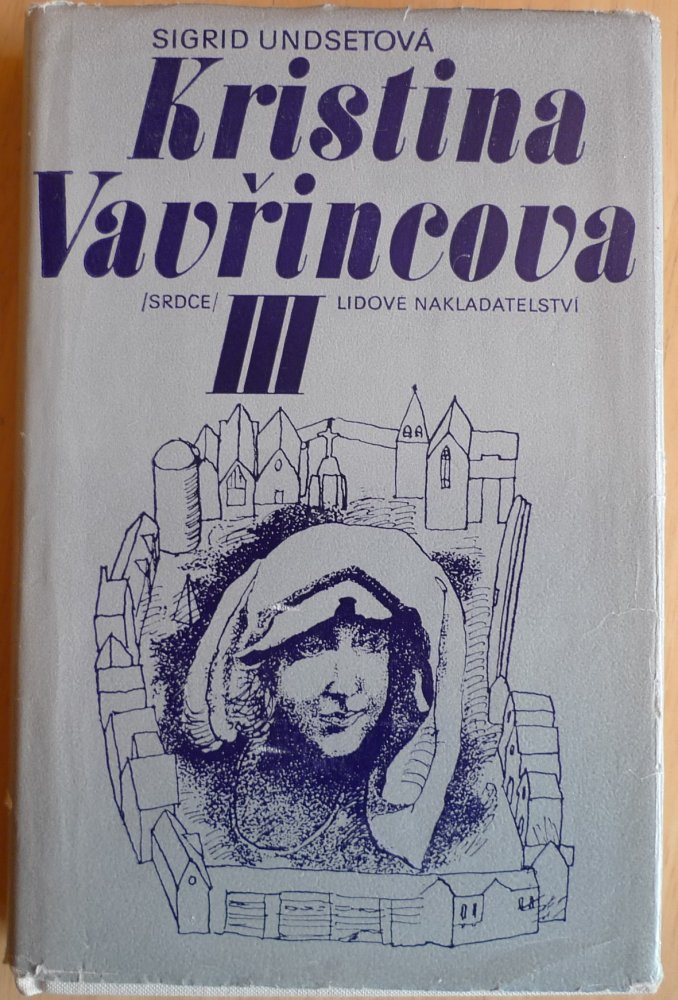 SIGRID UNDSETOVÁ
Kristina
Vavřincova
/SRDCE/ III LIDOVÉ NAKLADATELSTVÍ